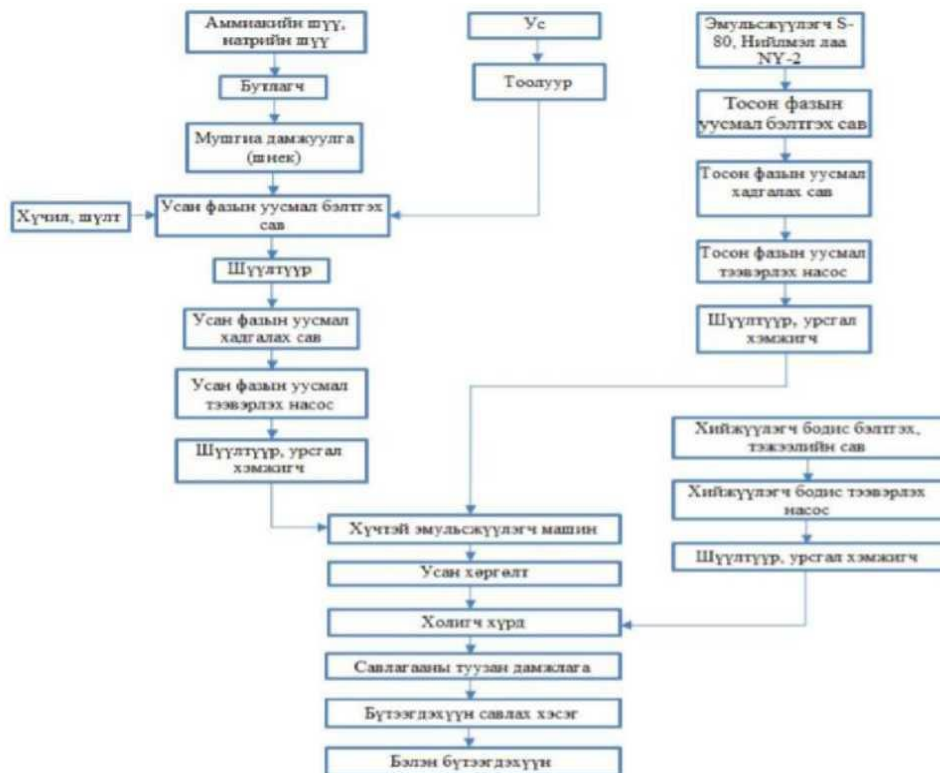 Аммиакийн шүү,
натрийн шүү
Бутлагч
Мушгиа дамжуулга
(шнек)
Хүчил, шүлт
Усан фазын уусмал бэлтгэх
сав
Шүүлтүүр
Усан фазын уусмал
хадгалах сав
Усан фазын уусмал
тээвэрлэх насос
Шүүлтүүр, урсгал
хэмжигч
Ус
Тоолуур
Эмульсжүүлэгч S-
80, Нийлмэл лаа
NY-2
Тосон фазын
уусмал бэлтгэх сав
Тосон фазын уусмал
хадгалах сав
Тосон фазын уусмал
тээвэрлэх насос
Шүүлтүүр, урсгал
хэмжигч
Хийжүүлэгч бодис бэлтгэх,
тэжээлийн сав
Хийжүүлэгч бодис тээвэрлэх
насос
Шүүлтүүр, урсгал хэмжигч
Хүчтэй эмульсжүүлэгч машин
Усан хөргөлт
Холигч хүрд
Савлагааны туузан дамжлага
Бүтээгдэхүүн савлах хэсэг
Бэлэн бүтээгдэхүүн